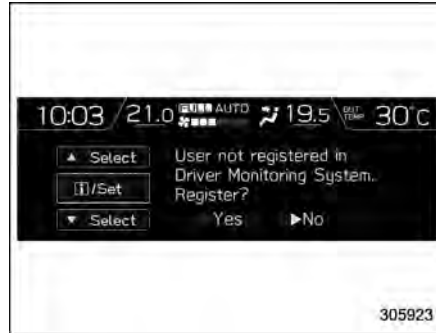 10:03 21.0 FULL AUTO 19.5 OUT TEMP 30°C
▲ Select
i/Set
▼ Select
User not registered in
Driver Monitoring System.
Register?
Yes ▶No
305923